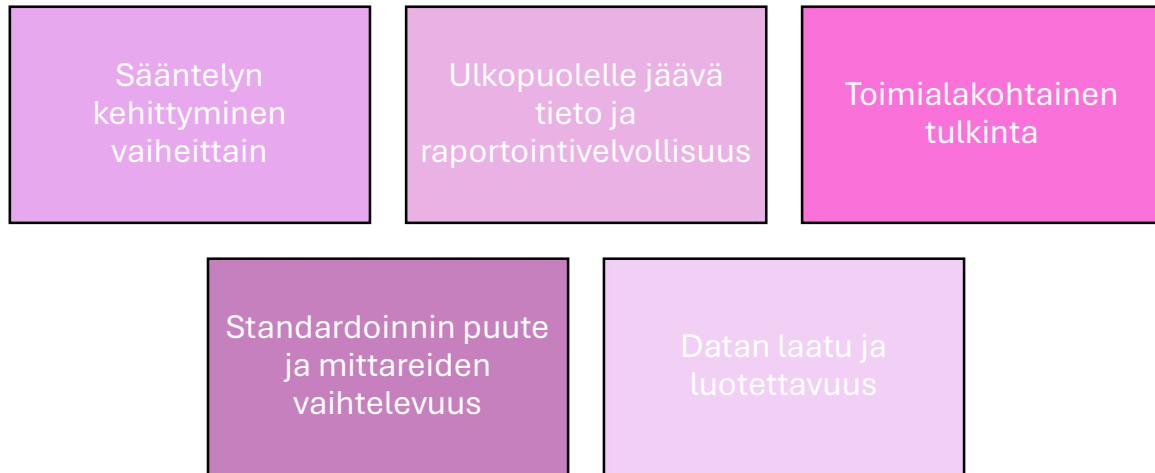 Sääntelyn
kehittyminen
vaiheittain
Ulkopuolelle jäävä
tieto ja
raportointivelvollisuus
Toimialakohtainen
tulkinta
Standardoinnin puute
ja mittareiden
vaihtelevuus
Datan laatu ja
luotettavuus